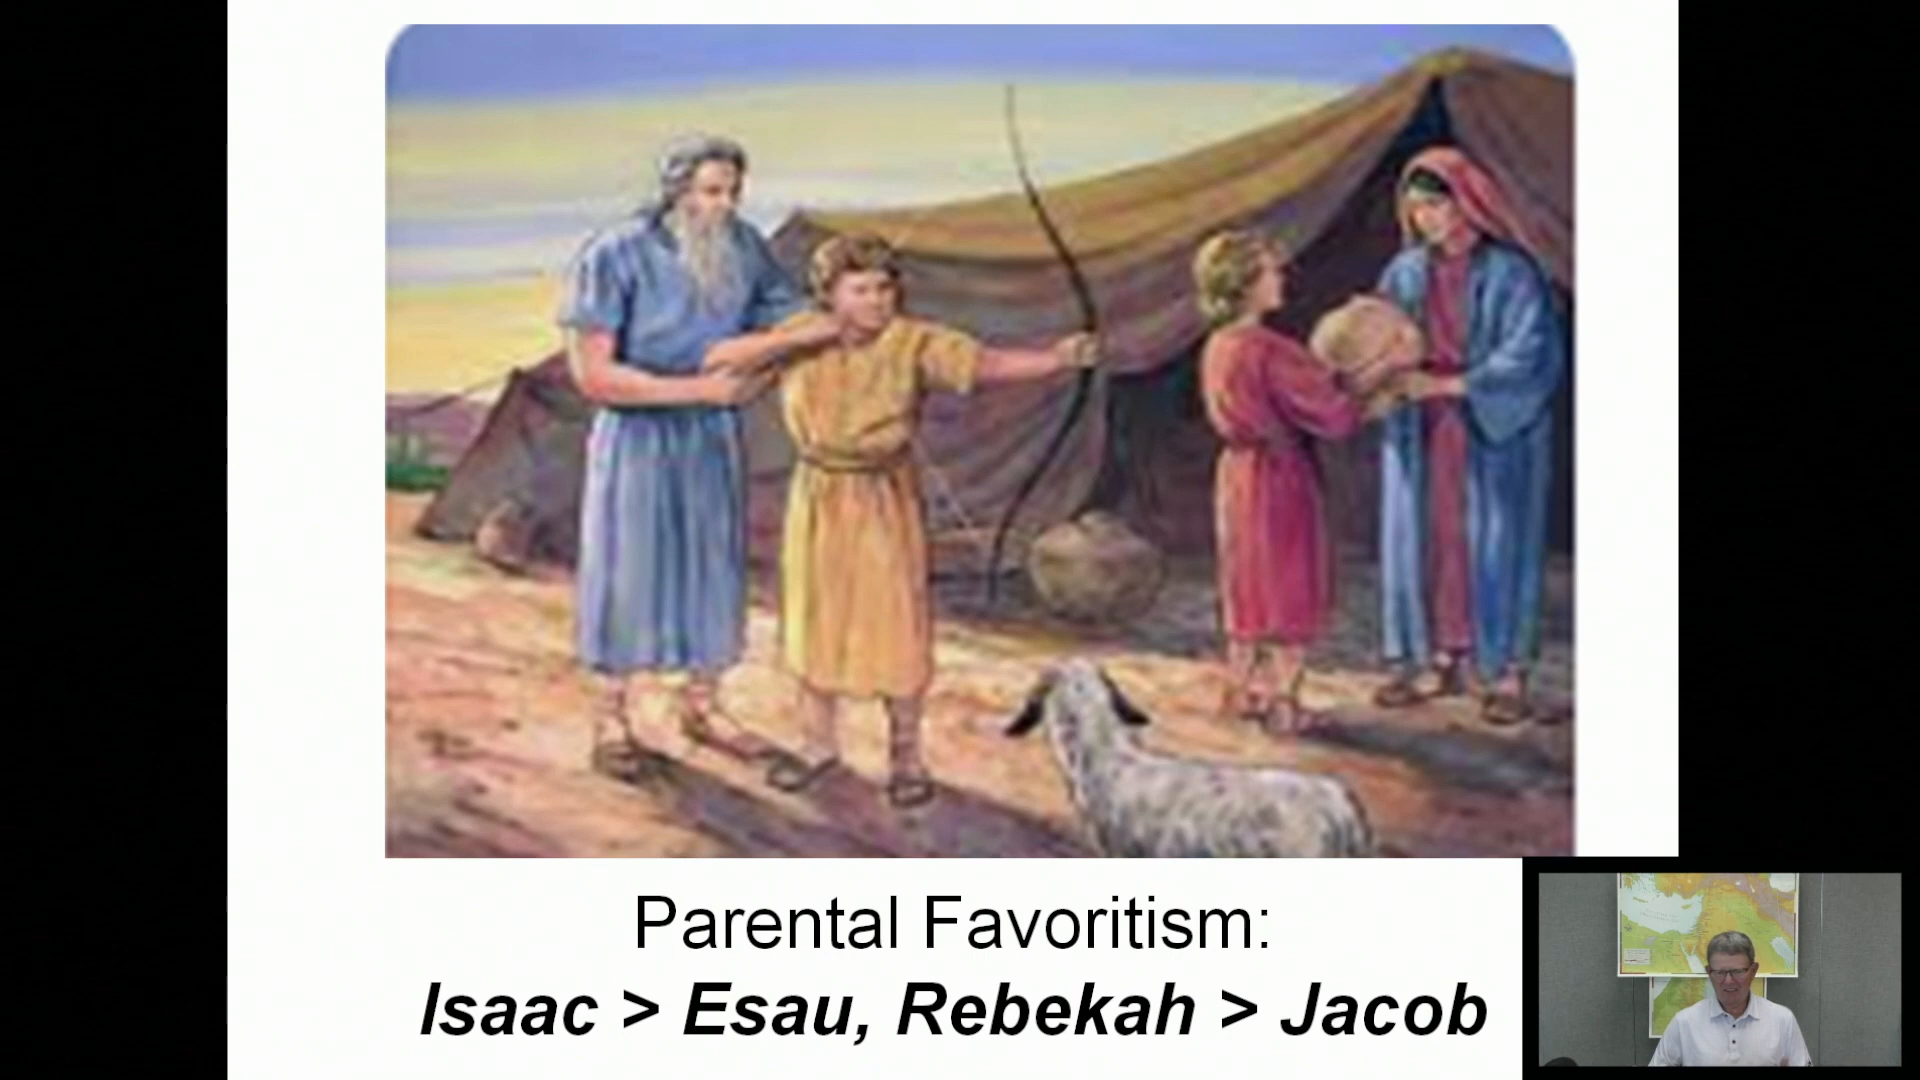 Parental Favoritism:
Isaac > Esau, Rebekah > Jacob